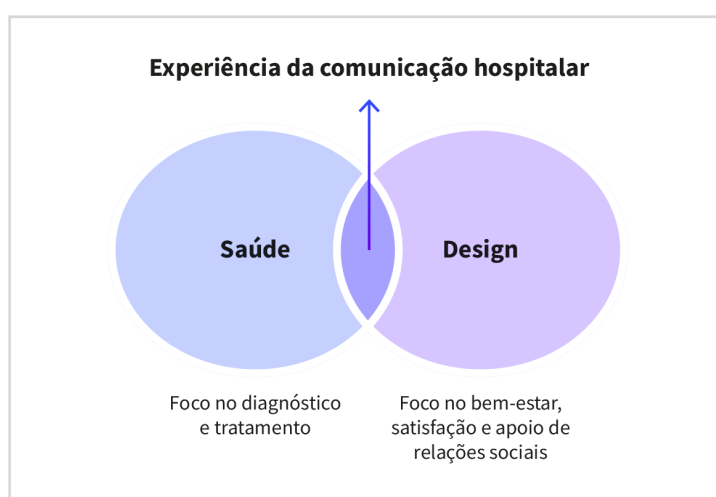 Experiência da comunicação hospitalar
Saúde
Design
Foco no diagnóstico
e tratamento
Foco no bem-estar,
satisfação e apoio de
relações sociais